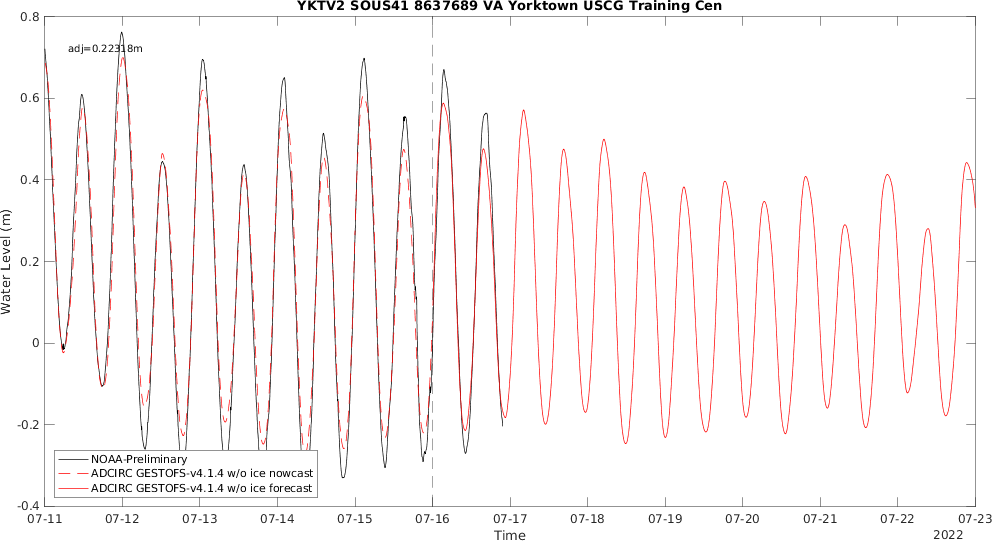 YKTV2 SOUS41 8637689 VA Yorktown USCG Training Cen
adj=0.22318m
0.8
0.6
0.4
0.2
0
-0.2
-0.4
Water Level (m)
NOAA-Preliminary
ADCIRC GESTOFS-v4.1.4 w/o ice nowcast
ADCIRC GESTOFS-v4.1.4 w/o ice forecast
07-11 07-12 07-13 07-14 07-15 07-16 07-17 07-18 07-19 07-20 07-21 07-22 07-23
Time
2022